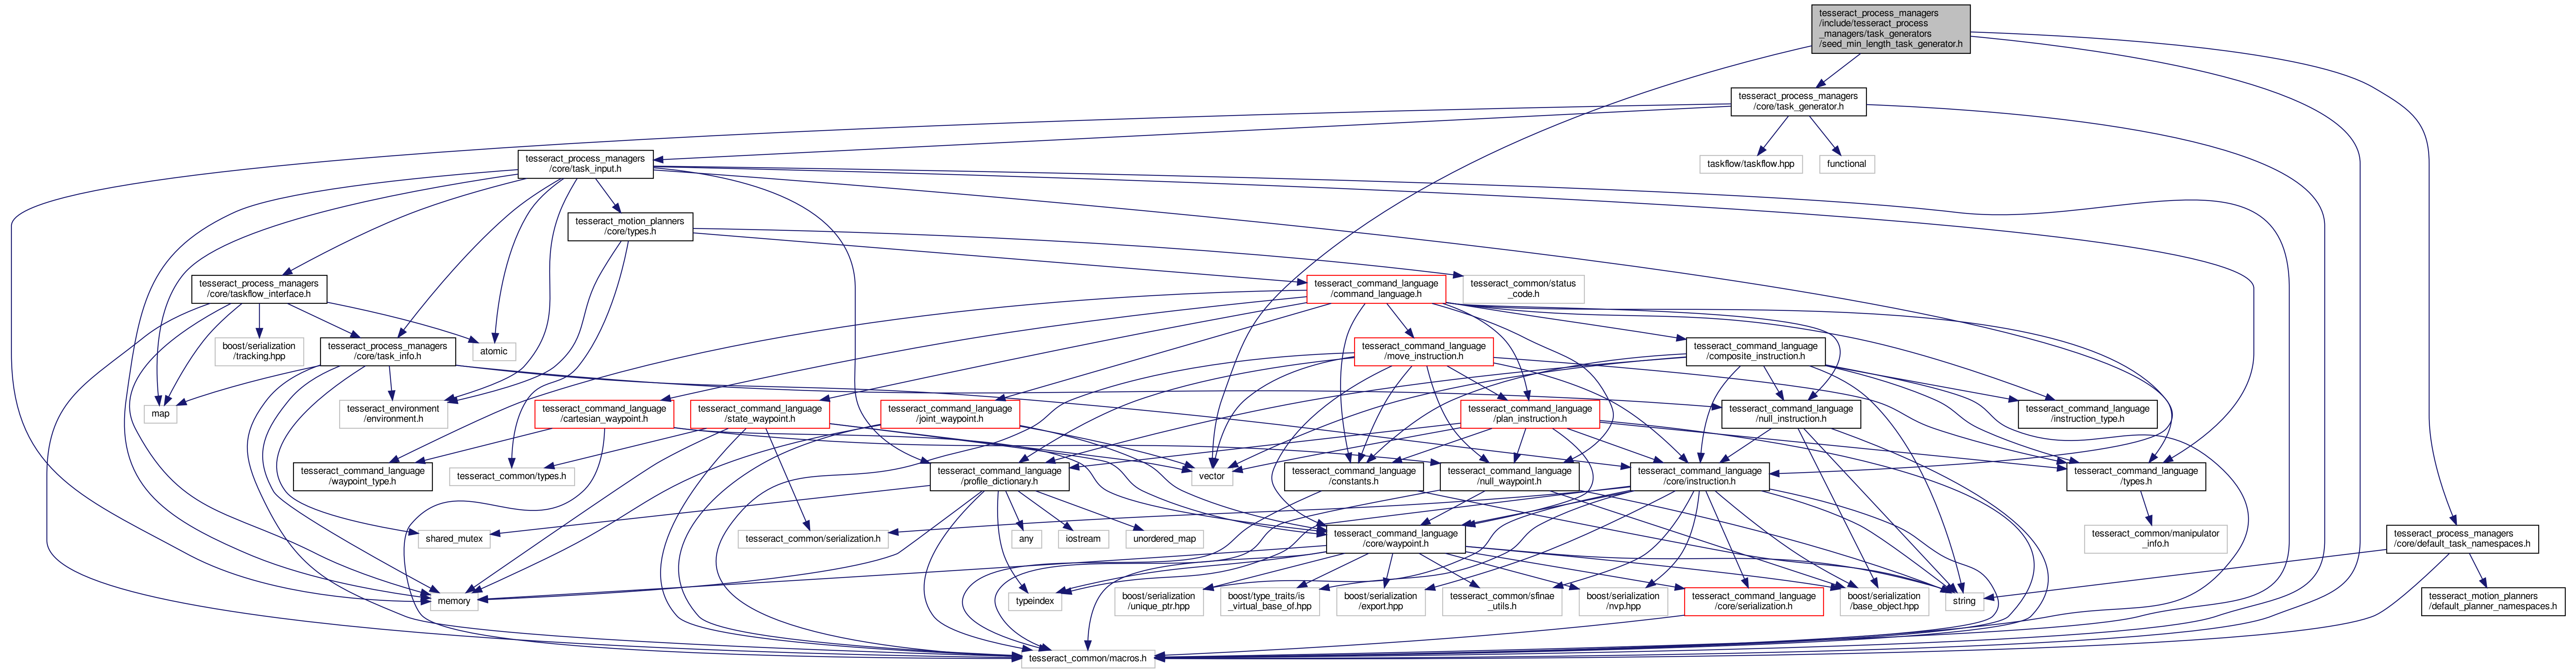 tesseract_process_managers
/include/tesseract_process
_managers/task_generators
/seed_min_length_task_generator.h
tesseract_process_managers
/core/task_generator.h
tesseract_process_managers
/core/task_input.h
taskflow/taskflow.hpp
functional
tesseract_motion_planners
/core/types.h
tesseract_process_managers
/core/taskflow_interface.h
tesseract_command_language
/command_language.h
tesseract_common/status
_code.h
boost/serialization
/tracking.hpp
tesseract_process_managers
/core/task_info.h
atomic
tesseract_command_language
/move_instruction.h
tesseract_command_language
/composite_instruction.h
map
tesseract_environment
/environment.h
tesseract_command_language
/cartesian_waypoint.h
tesseract_command_language
/state_waypoint.h
tesseract_command_language
/joint_waypoint.h
tesseract_command_language
/plan_instruction.h
tesseract_command_language
/null_instruction.h
tesseract_command_language
/instruction_type.h
tesseract_command_language
/waypoint_type.h
tesseract_common/types.h
tesseract_command_language
/profile_dictionary.h
vector
tesseract_command_language
/constants.h
tesseract_command_language
/null_waypoint.h
tesseract_command_language
/core/instruction.h
tesseract_command_language
/types.h
shared_mutex
tesseract_common/serialization.h
any
iostream
unordered_map
tesseract_command_language
/core/waypoint.h
tesseract_common/manipulator
_info.h
tesseract_process_managers
/core/default_task_namespaces.h
memory
typeindex
boost/serialization
/unique_ptr.hpp
boost/type_traits/is
_virtual_base_of.hpp
boost/serialization
/export.hpp
tesseract_common/sfinae
_utils.h
boost/serialization
/nvp.hpp
tesseract_command_language
/core/serialization.h
boost/serialization
/base_object.hpp
string
tesseract_motion_planners
/default_planner_namespaces.h
tesseract_common/macros.h